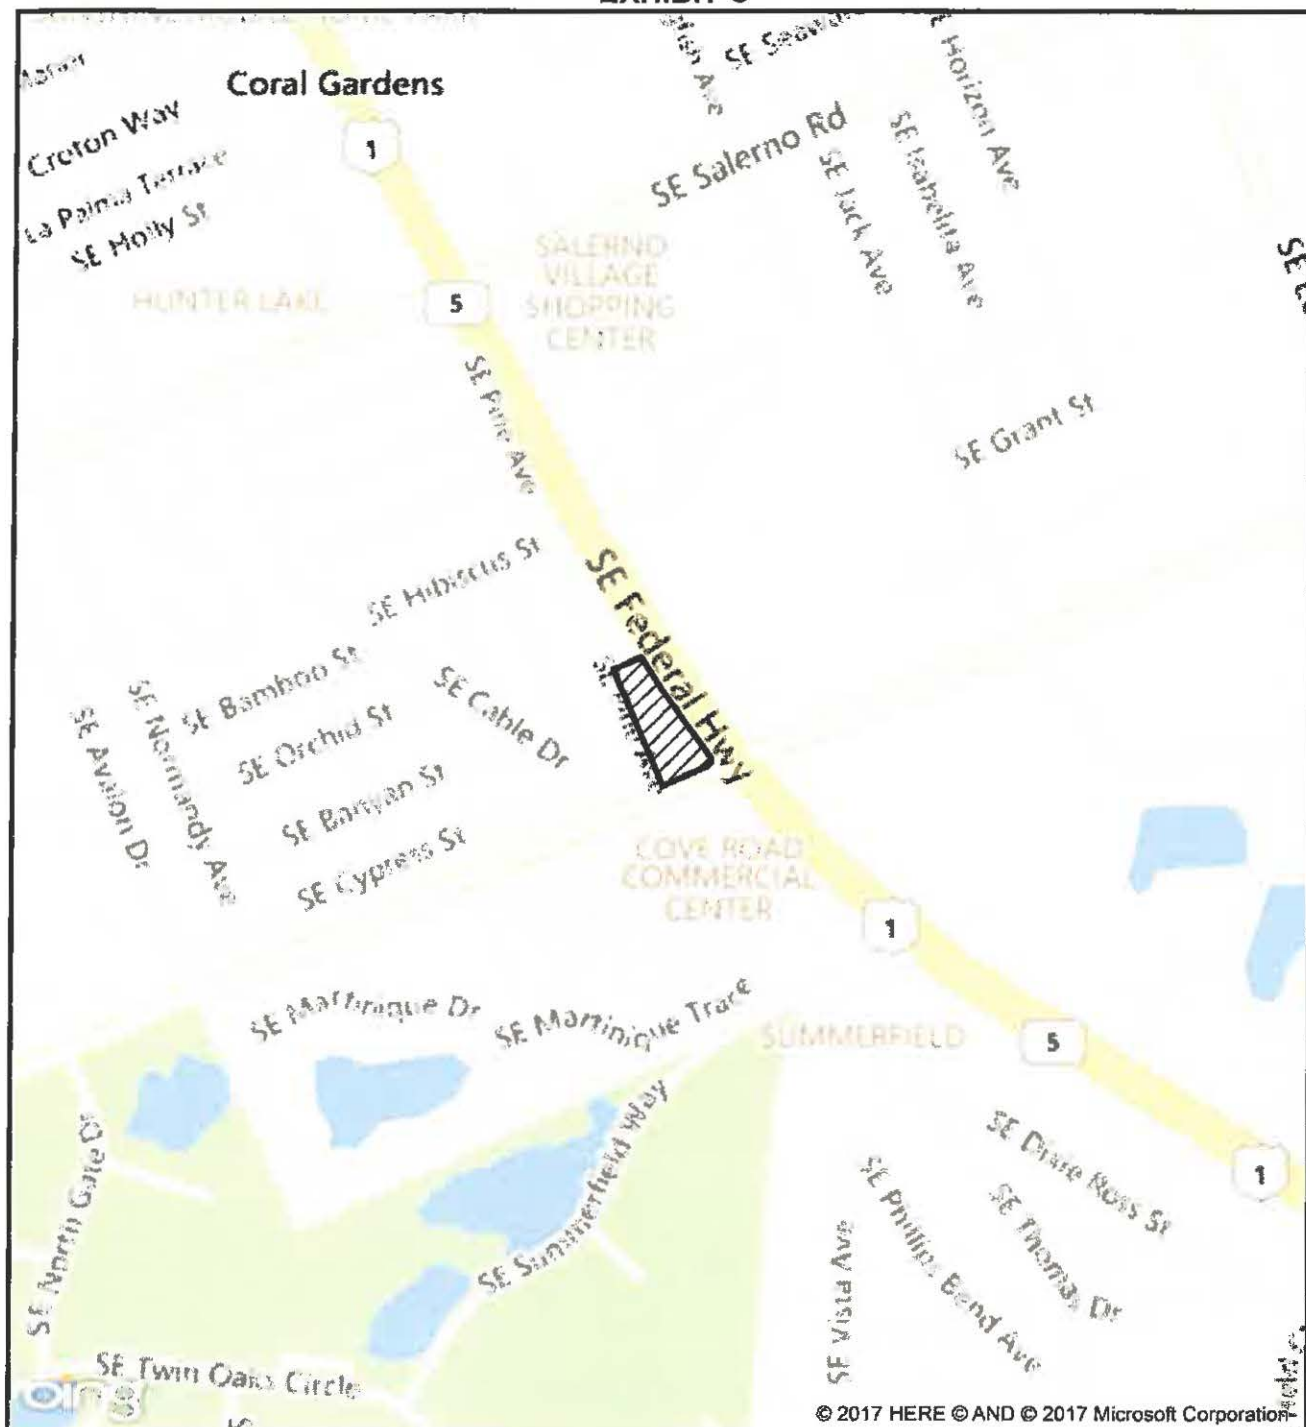 Coral Gardens
Croton Way
La Palma Terrace
SE Molly St
1
HUNTER LAKE
5
SALERNO
VILLAGE
SHOPPING
CENTER
SE Salerno Rd
SE Jack Ave
SE Isabelita Ave
SE Horizon Ave
SE Grant St
SE Pine Ave
SE Hibiscus St
SE Federal Hwy
SE Pine Ave
SE Bamboo St
SE Cable Dr
SE Orchid St
SE Banyan St
SE Cypress St
SE Normandy Ave
SE Avalon Dr
COVE ROAD
COMMERCIAL
CENTER
1
SE Martinique Dr
SE Martinique Trace
SUMMERFIELD
5
SE North Gate Dr
SE Summerfield Way
SE Dixie Ross St
1
SE Phillips Bend Ave
SE Thomas Dr
SE Vista Ave
SE Twin Oaks Circle
© 2017 HERE © AND © 2017 Microsoft Corporation